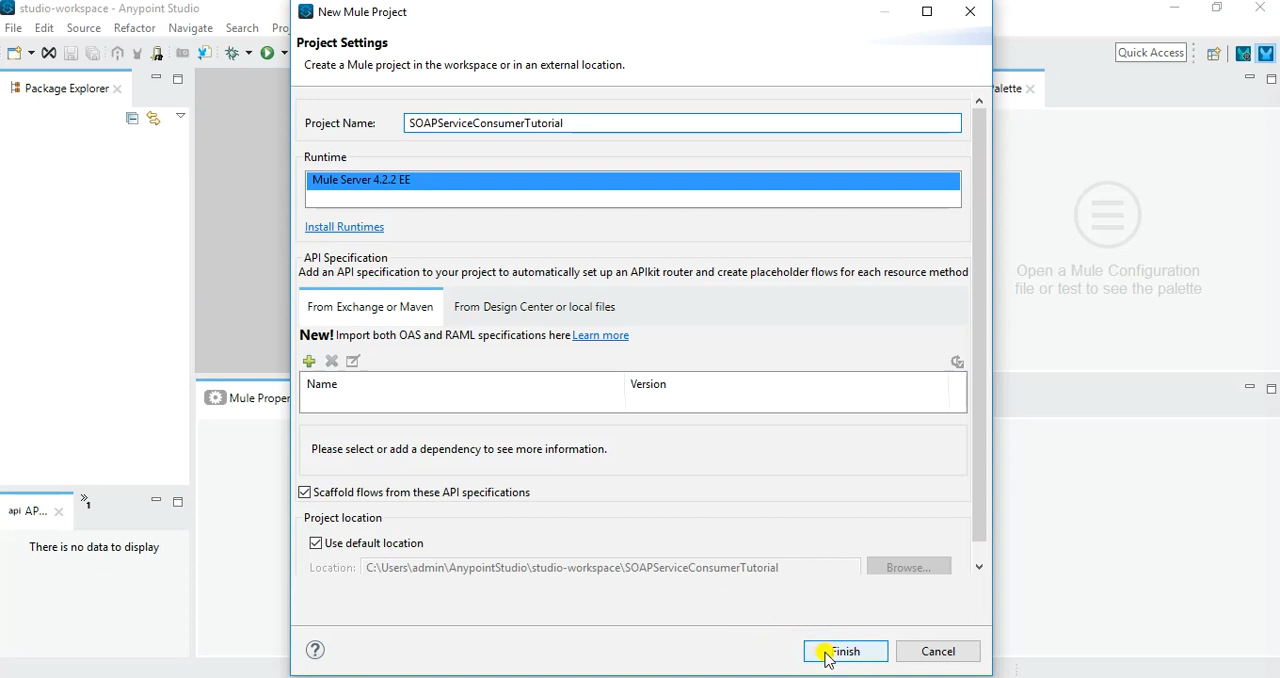 studio-workspace - Anypoint Studio
File Edit Source Refactor Navigate Search
Quick Access
Package Explorer
New Mule Project
Project Settings
Create a Mule project in the workspace or in an external location.
Project Name: SOAPServiceConsumerTutorial
Runtime
Mule Server 4.2.2 EE
Install Runtimes
API Specification
Add an API specification to your project to automatically set up an APIkit router and create placeholder flows for each resource method
From Exchange or Maven From Design Center or local files
New! Import both OAS and RAML specifications here Learn more
Name Version
Please select or add a dependency to see more information.
Scaffold flows from these API specifications
Project location
Use default location
Location: C:\Users\admin\AnypointStudio\studio-workspace\SOAPServiceConsumerTutorial Browse...
Finish Cancel
alette
Open a Mule Configuration
file or test to see the palette
Mule Proper
api AP... »1
There is no data to display